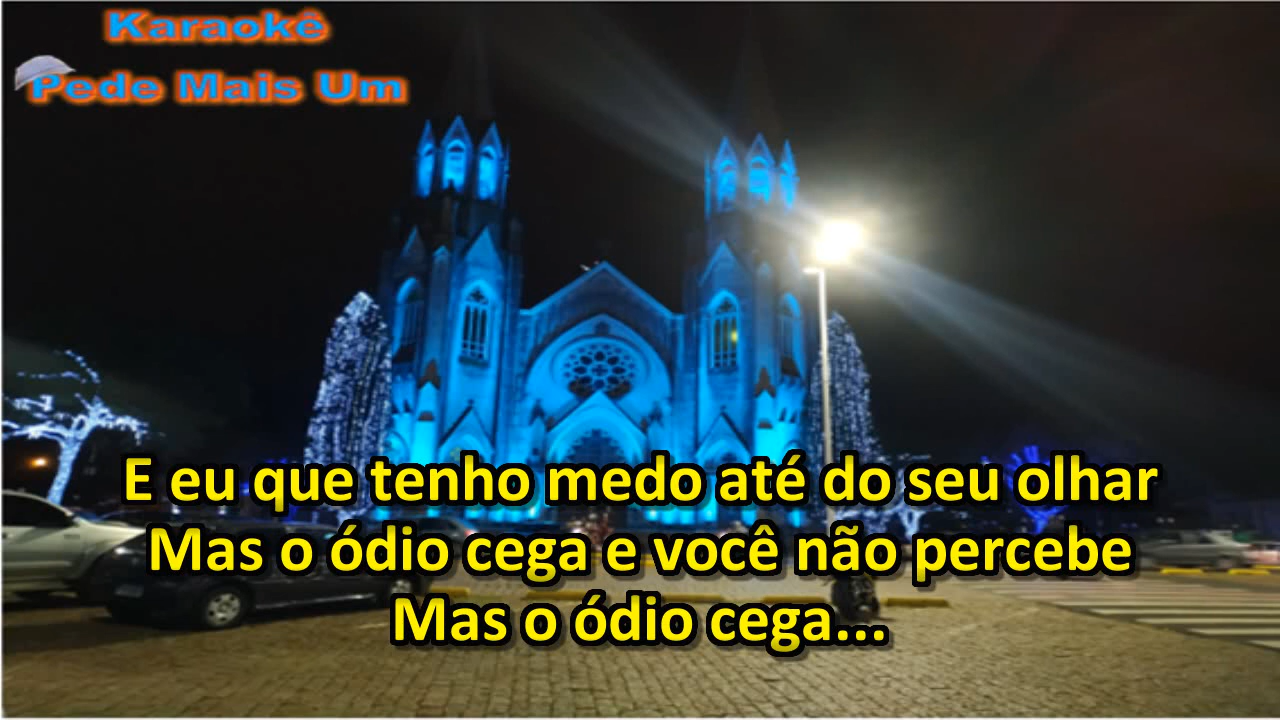 Karaokê
Pede Mais Um
E eu que tenho medo até do seu olhar
Mas o ódio cega e você não percebe
Mas o ódio cega...